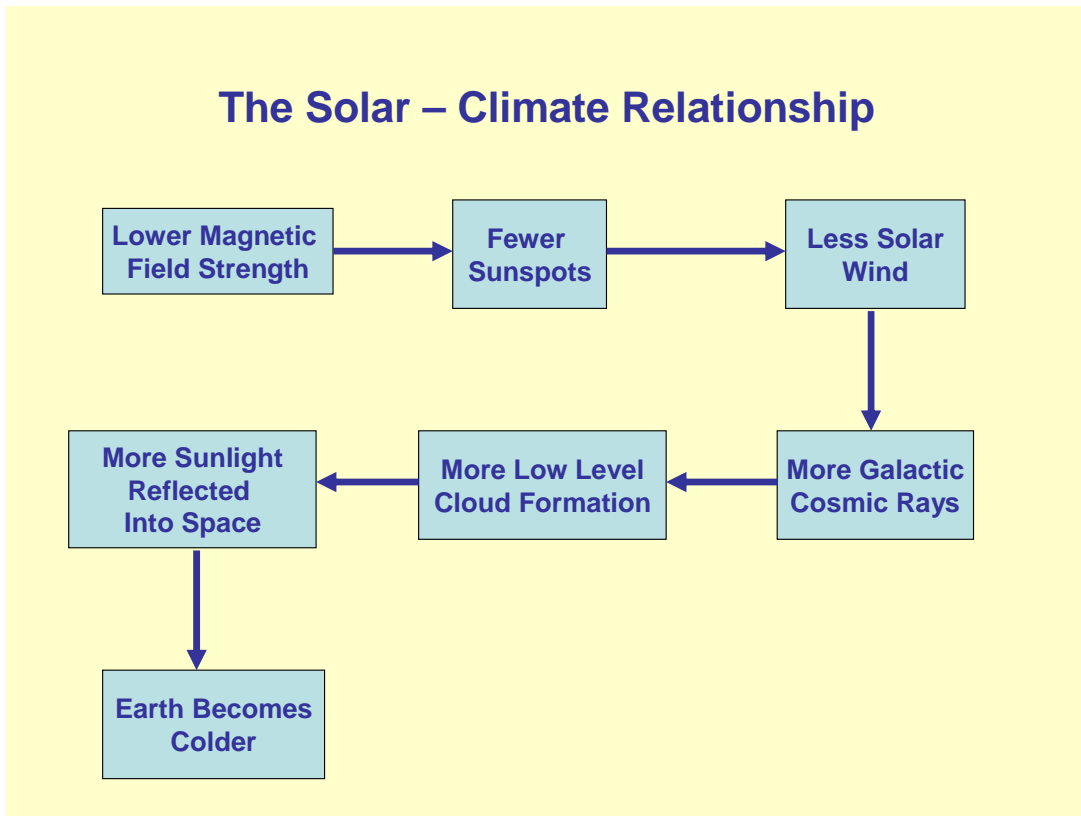 The Solar – Climate Relationship
Lower Magnetic
Field Strength
Fewer
Sunspots
Less Solar
Wind
More Galactic
Cosmic Rays
More Low Level
Cloud Formation
More Sunlight
Reflected
Into Space
Earth Becomes
Colder